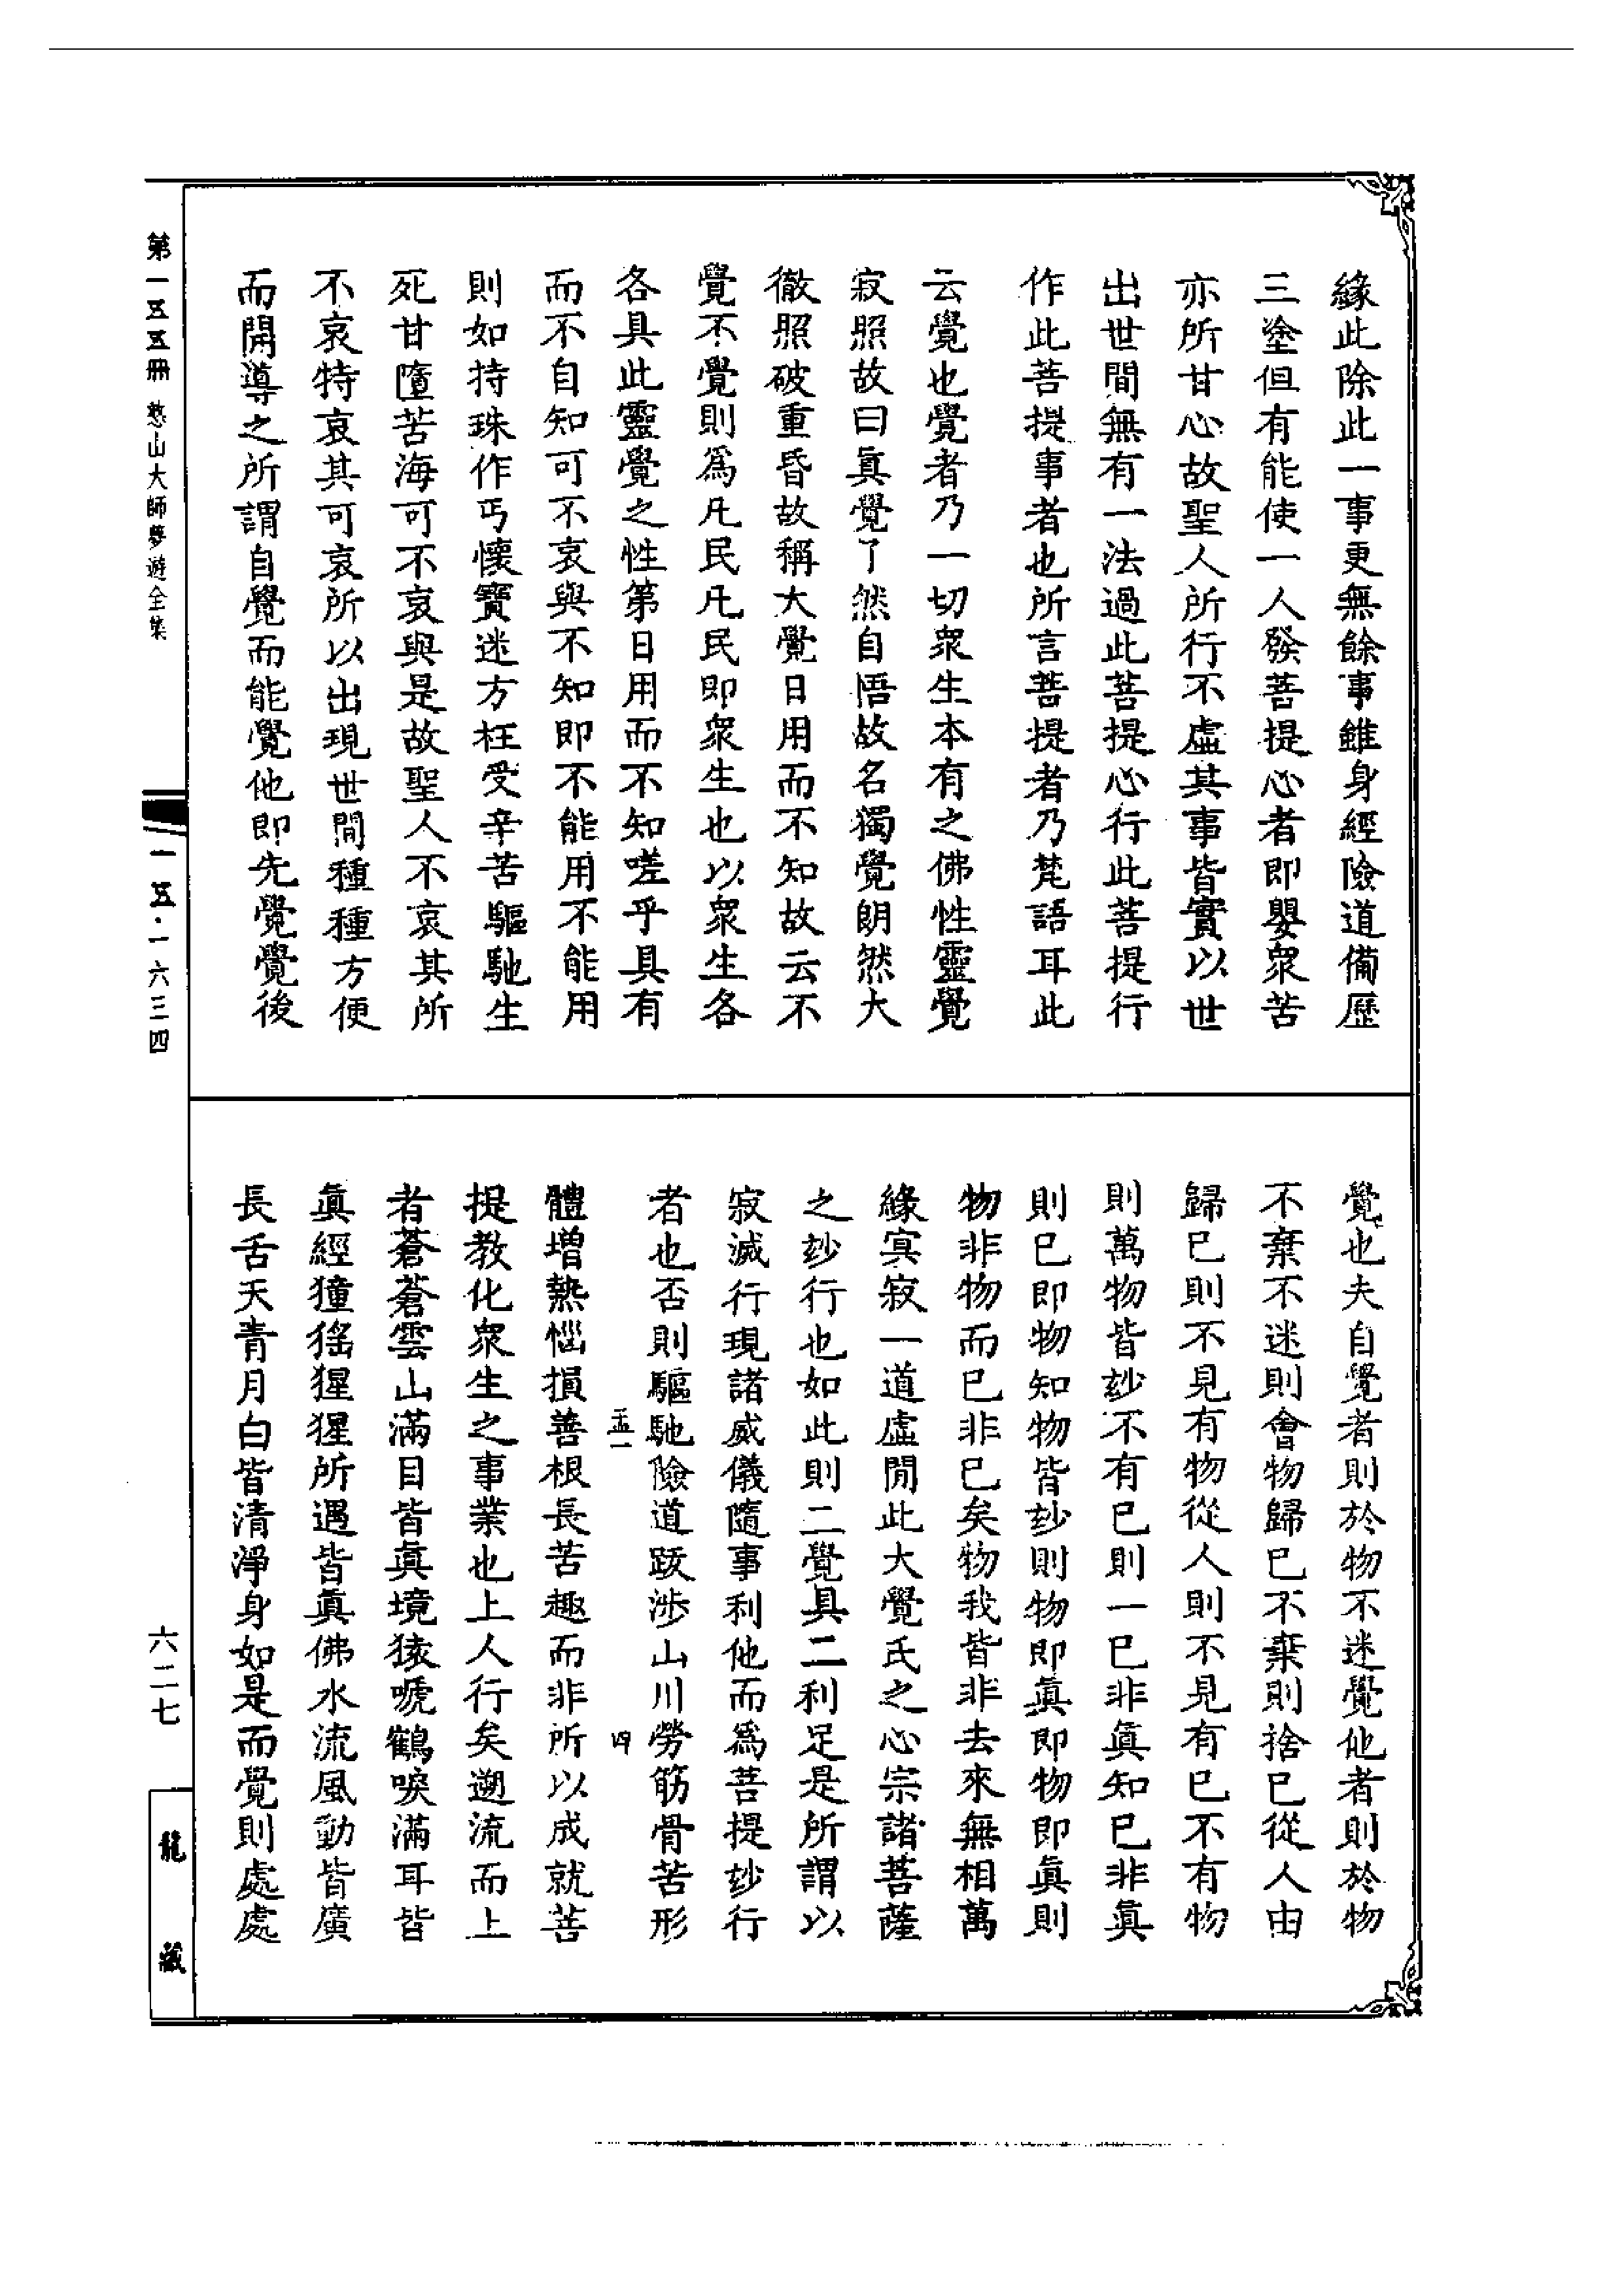 緣此除此一事更無餘事雖身經險道備歷
三塗但有能使一人發菩提心者即嬰衆苦
亦所甘心故聖人所行不虛其事皆實以世
出世間無有一法過此菩提心行此菩提行
作此菩提事者也所言菩提者乃梵語耳此
云覺也覺者乃一切衆生本有之佛性靈覺
寂照故曰眞覺了然自悟故名獨覺朗然大
徹照破重昏故稱大覺日用而不知故云不
覺不覺則爲凡民凡民即衆生也以衆生各
各具此靈覺之性第日用而不知嗟乎具有
而不自知可不哀與不知即不能用不能用
則如持珠作丐懷寶迷方枉受辛苦驅馳生
死甘墮苦海可不哀與是故聖人不哀其所
不哀特哀其可哀所以出現世間種種方便
而開導之所謂自覺而能覺他即先覺覺後
覺也夫自覺者則於物不迷覺他者則於物
不棄不迷則會物歸已不棄則捨已從人由
歸已則不見有物從人則不見有已不有物
則萬物皆玅不有已則一已非眞知已非眞
則已即物知物皆玅則物即眞即物即眞則
物非物而已非已矣物我皆非去來無相萬
緣寂寂一道虛閒此大覺氏之心宗諸菩薩
之玅行也如此則二覺具二利足是所謂以
寂滅行現諸威儀隨事利他而爲菩提玅行
者也否則驅馳險道跋涉山川勞筋骨苦形
孟一 四
體增熱惱損善根長苦趣而非所以成就菩
提教化衆生之事業也上人行矣遡流而上
者蒼蒼雲山滿目皆眞境猿嗁鶴唳滿耳皆
眞經獞猺猩猩所遇皆眞佛水流風動皆廣
長舌天青月白皆清淨身如是而覺則處處
第一五五冊 憨山大師夢遊全集
一五·一六三四
六二七
龍藏